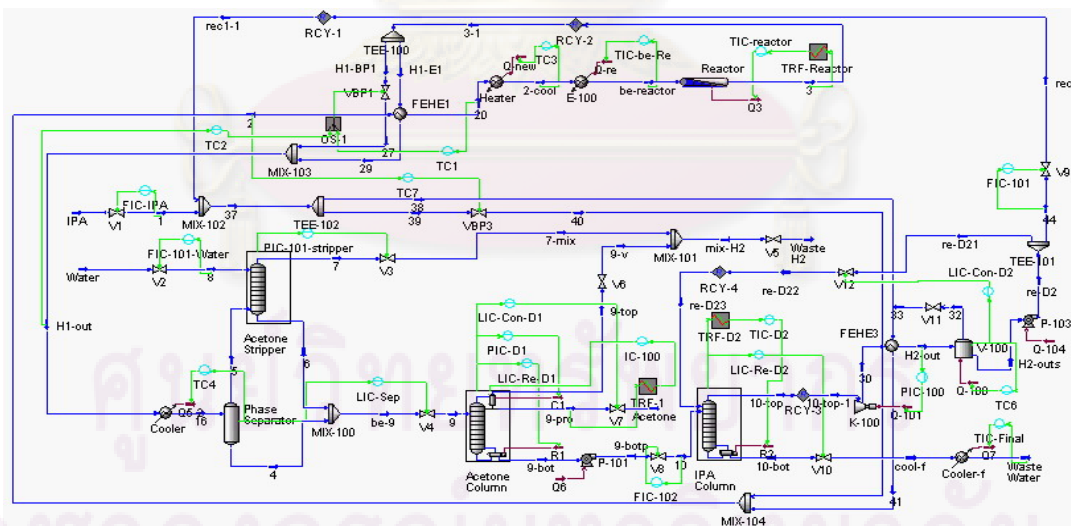 rec1-1
RCY-1
3-1
RCY-2
TEE-100
H1-BP1
H1-E1
Q-new
TC3
TIC-be-Re
Q-re
TIC-reactor
Reactor
TRF-Reactor
VBP1
Heater
2-cool
E-100
be-reactor
Q3
3
rec
FEHE1
20
2
OS-1
TC2
27
29
TC1
MIX-103
TC7
FIC-101
V9
FIC-IPA
IPA
V1
1
MIX-102
37
TEE-102
38
39
VBP3
40
44
FIC-101-Water
PIC-101-stripper
7-mix
9-v
MIX-101
mix-H2
V5
Waste
H2
re-D21
TEE-101
Water
V2
8
7
V3
RCY-4
re-D22
V12
LIC-Con-D2
re-D2
V6
re-D23
33
V11
32
P-103
H1-out
Acetone
Stripper
LIC-Con-D1
9-top
TRF-D2
TIC-D2
FEHE3
Q-104
5
6
PIC-D1
IC-100
H2-out
V-100
H2-outs
TC4
LIC-Sep
LIC-Re-D1
LIC-Re-D2
30
PIC-100
Q-100
TC6
Cooler
16
Phase
Separator
MIX-100
be-9
V4
9
C1
9-pro
V7
TRF-1
Acetone
10-top
RCY-3
10-top-1
K-100
Q-101
TIC-Final
4
R1
9-bot
P-101
9-botp
V8
10
R2
10-bot
V10
cool-f
Q7
Acetone
Column
Q6
FIC-102
IPA
Column
Cooler-f
Waste
Water
41
MIX-104